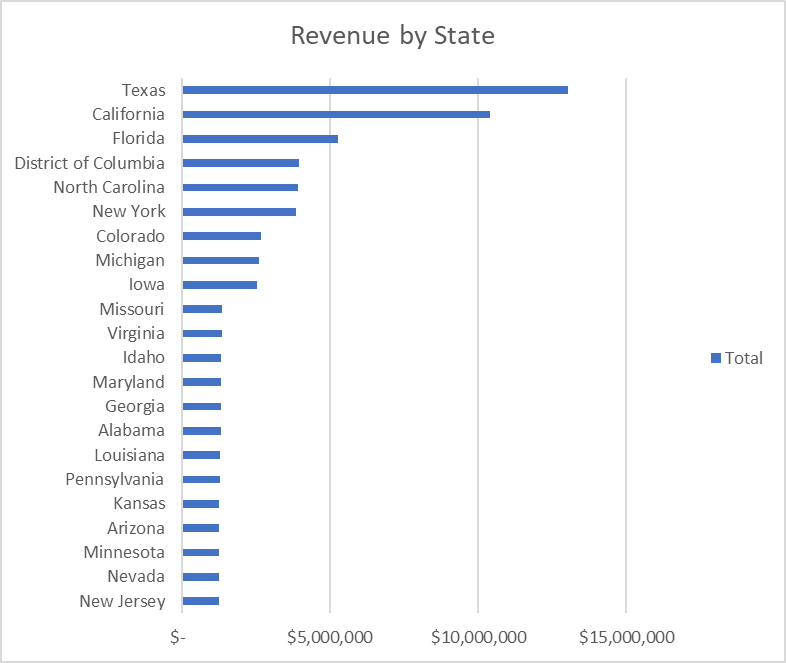 Revenue by State
Texas
California
Florida
District of Columbia
North Carolina
New York
Colorado
Michigan
Iowa
Missouri
Virginia
Idaho
Maryland
Georgia
Alabama
Louisiana
Pennsylvania
Kansas
Arizona
Minnesota
Nevada
New Jersey
Total
$- $5,000,000 $10,000,000 $15,000,000